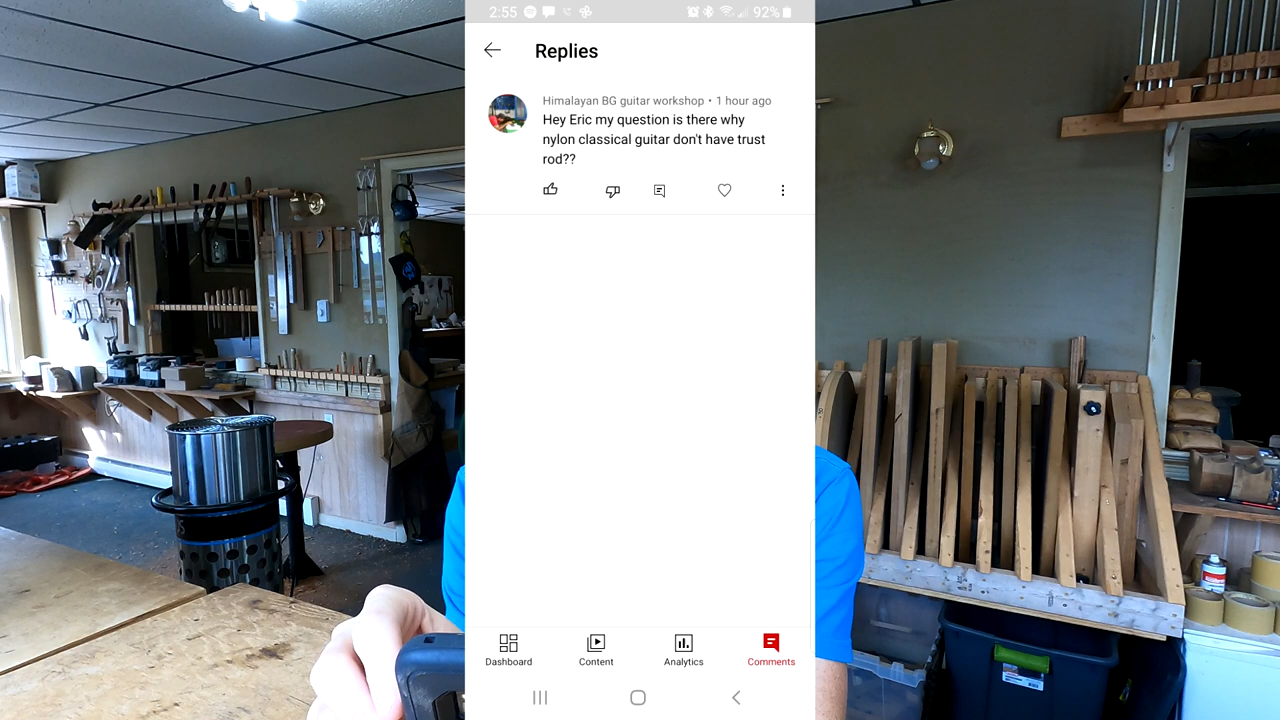 2:55
92%
Replies
Himalayan BG guitar workshop • 1 hour ago
Hey Eric my question is there why
nylon classical guitar don't have trust
rod??
Dashboard
Content
Analytics
Comments